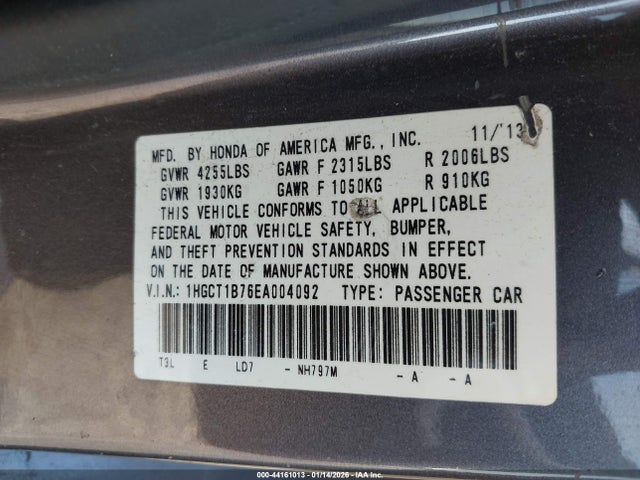 MFD. BY HONDA OF AMERICA MFG., INC. 11/'13
GVWR 4255LBS GAWR F 2315LBS R 2006LBS
GVWR 1930KG GAWR F 1050KG R 910KG
THIS VEHICLE CONFORMS TO ALL APPLICABLE
FEDERAL MOTOR VEHICLE SAFETY, BUMPER,
AND THEFT PREVENTION STANDARDS IN EFFECT
ON THE DATE OF MANUFACTURE SHOWN ABOVE.
V.I.N.: 1HGCT1B76EA004092 TYPE: PASSENGER CAR
T3L E LD7 - NH797M - A - A
000-44161013 - 01/14/2026 - IAA Inc.